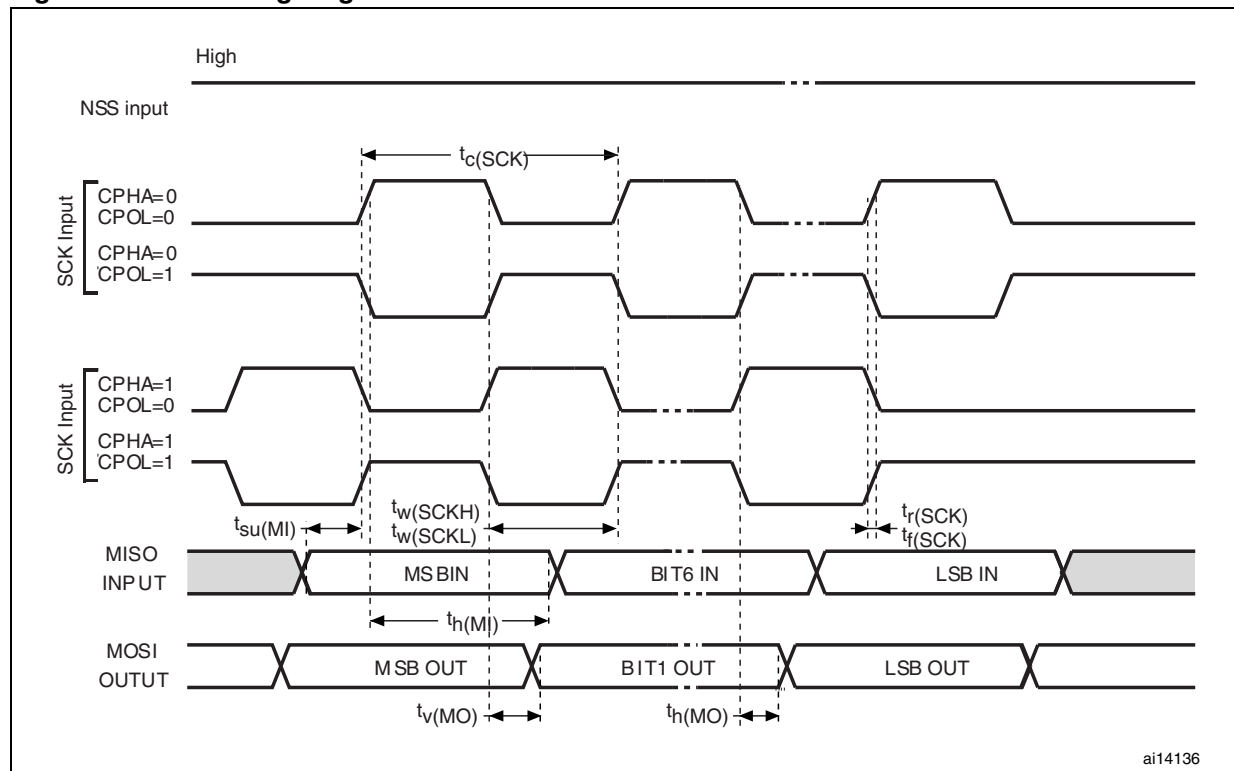 High
NSS input
tc(SCK)
SCK Input
CPHA=0
CPOL=0
CPHA=0
CPOL=1
SCK Input
CPHA=1
CPOL=0
CPHA=1
CPOL=1
tsu(MI)
tw(SCKH)
tw(SCKL)
tr(SCK)
tf(SCK)
MISO
INPUT
MSBIN
BIT6 IN
LSB IN
th(MI)
MOSI
OUTUT
MSB OUT
BIT1 OUT
LSB OUT
tv(MO)
th(MO)
ai14136